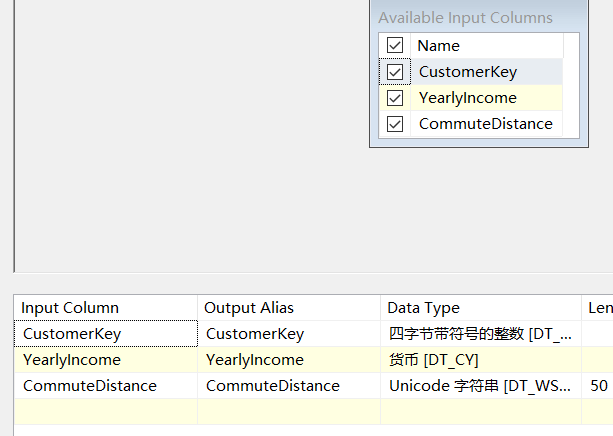 Available Input Columns
Name
CustomerKey
YearlyIncome
CommuteDistance
Input Column Output Alias Data Type Len
CustomerKey CustomerKey 四字节带符号的整数 [DT_...
YearlyIncome YearlyIncome 货币 [DT_CY]
CommuteDistance CommuteDistance Unicode 字符串 [DT_WS... 50